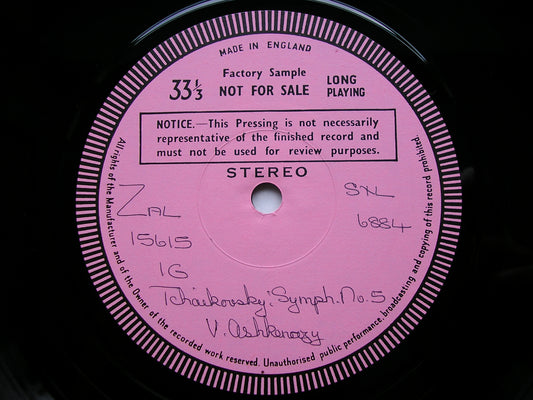 MADE IN ENGLAND
Factory Sample
33⅓ NOT FOR SALE LONG PLAYING
NOTICE.—This Pressing is not necessarily
representative of the finished record and
must not be used for review purposes.
STEREO
ZAL SXL
15615 6884
1G
Tchaikovsky: Symph. No. 5
V. Ashkenazy
All rights of the Manufacturer and of the Owner of the recorded work reserved. Unauthorised public performance, broadcasting and copying of this record prohibited.